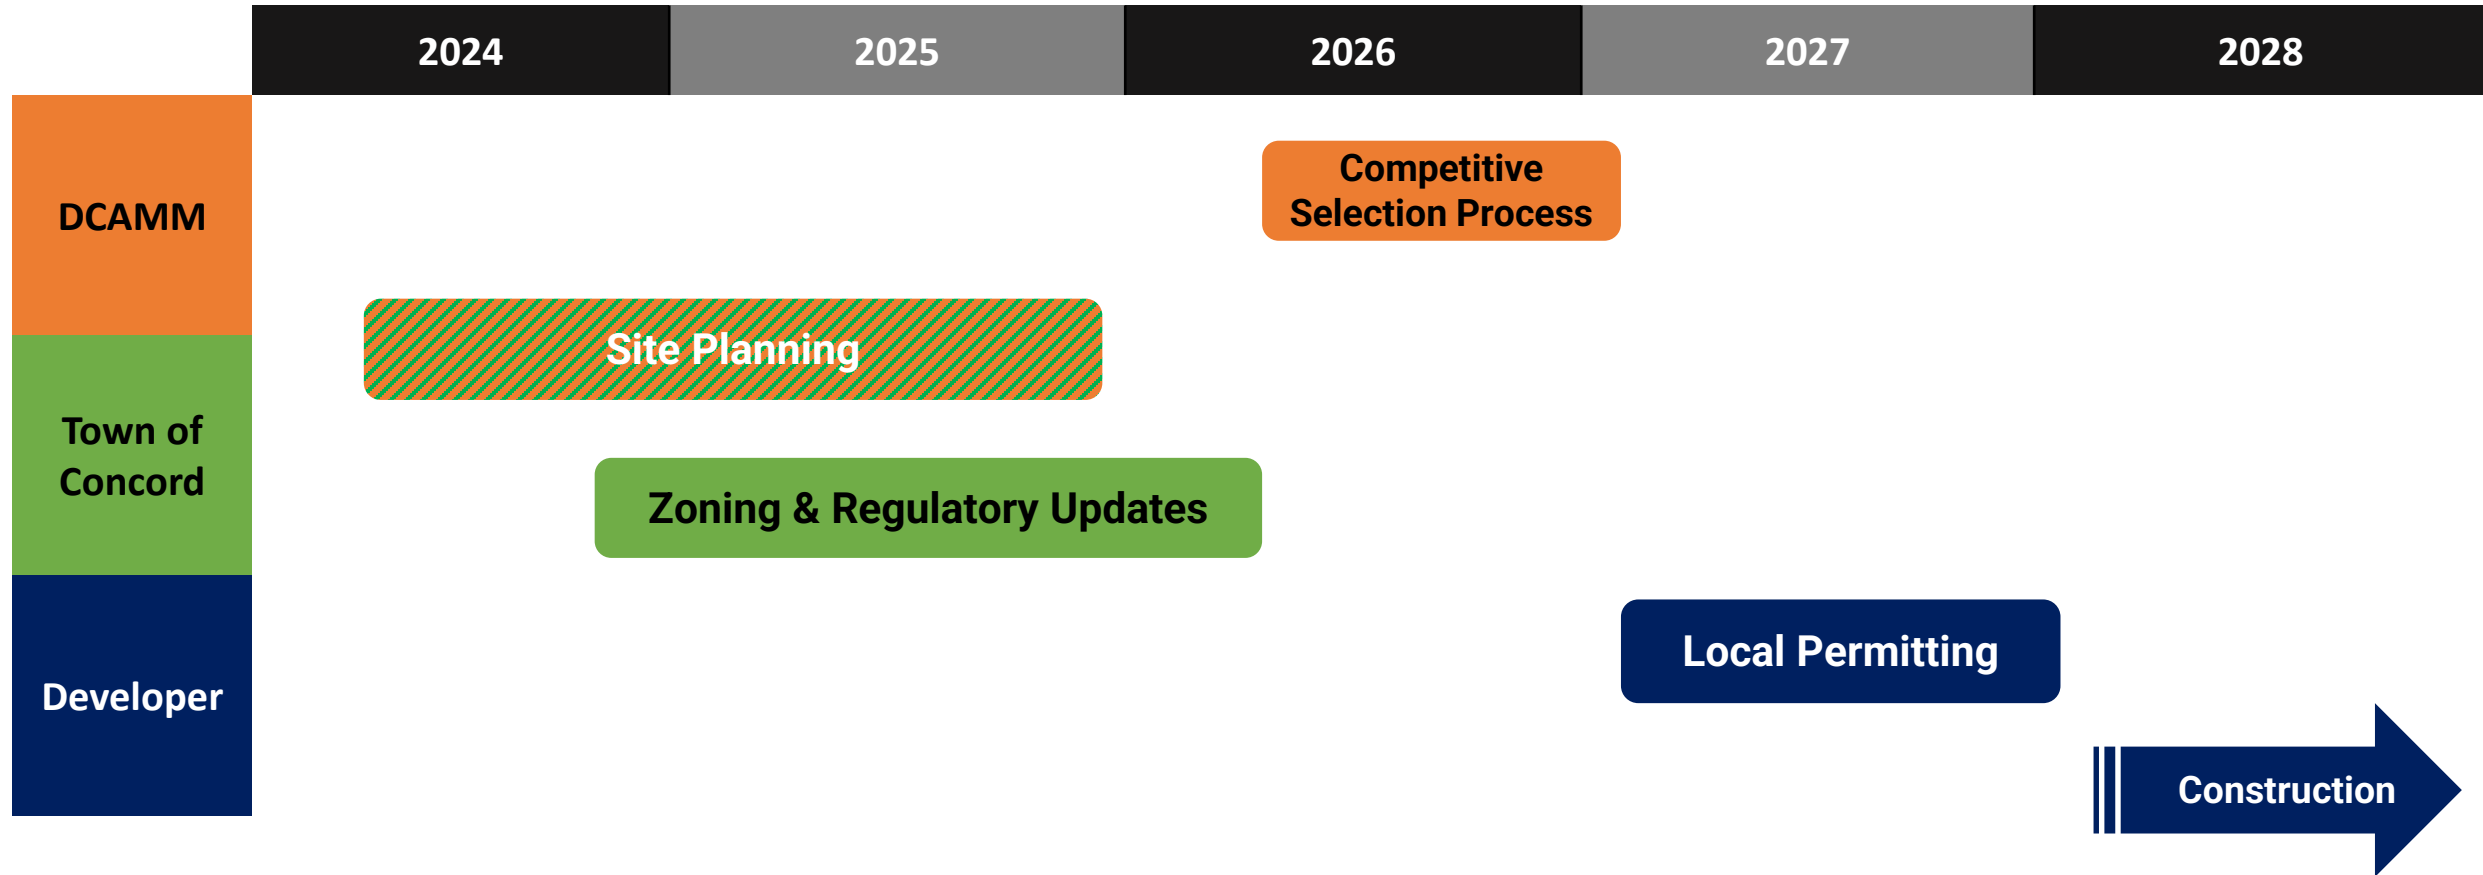 2024 2025 2026 2027 2028
DCAMM
Competitive
Selection Process
Site Planning
Town of
Concord
Zoning & Regulatory Updates
Developer
Local Permitting
Construction